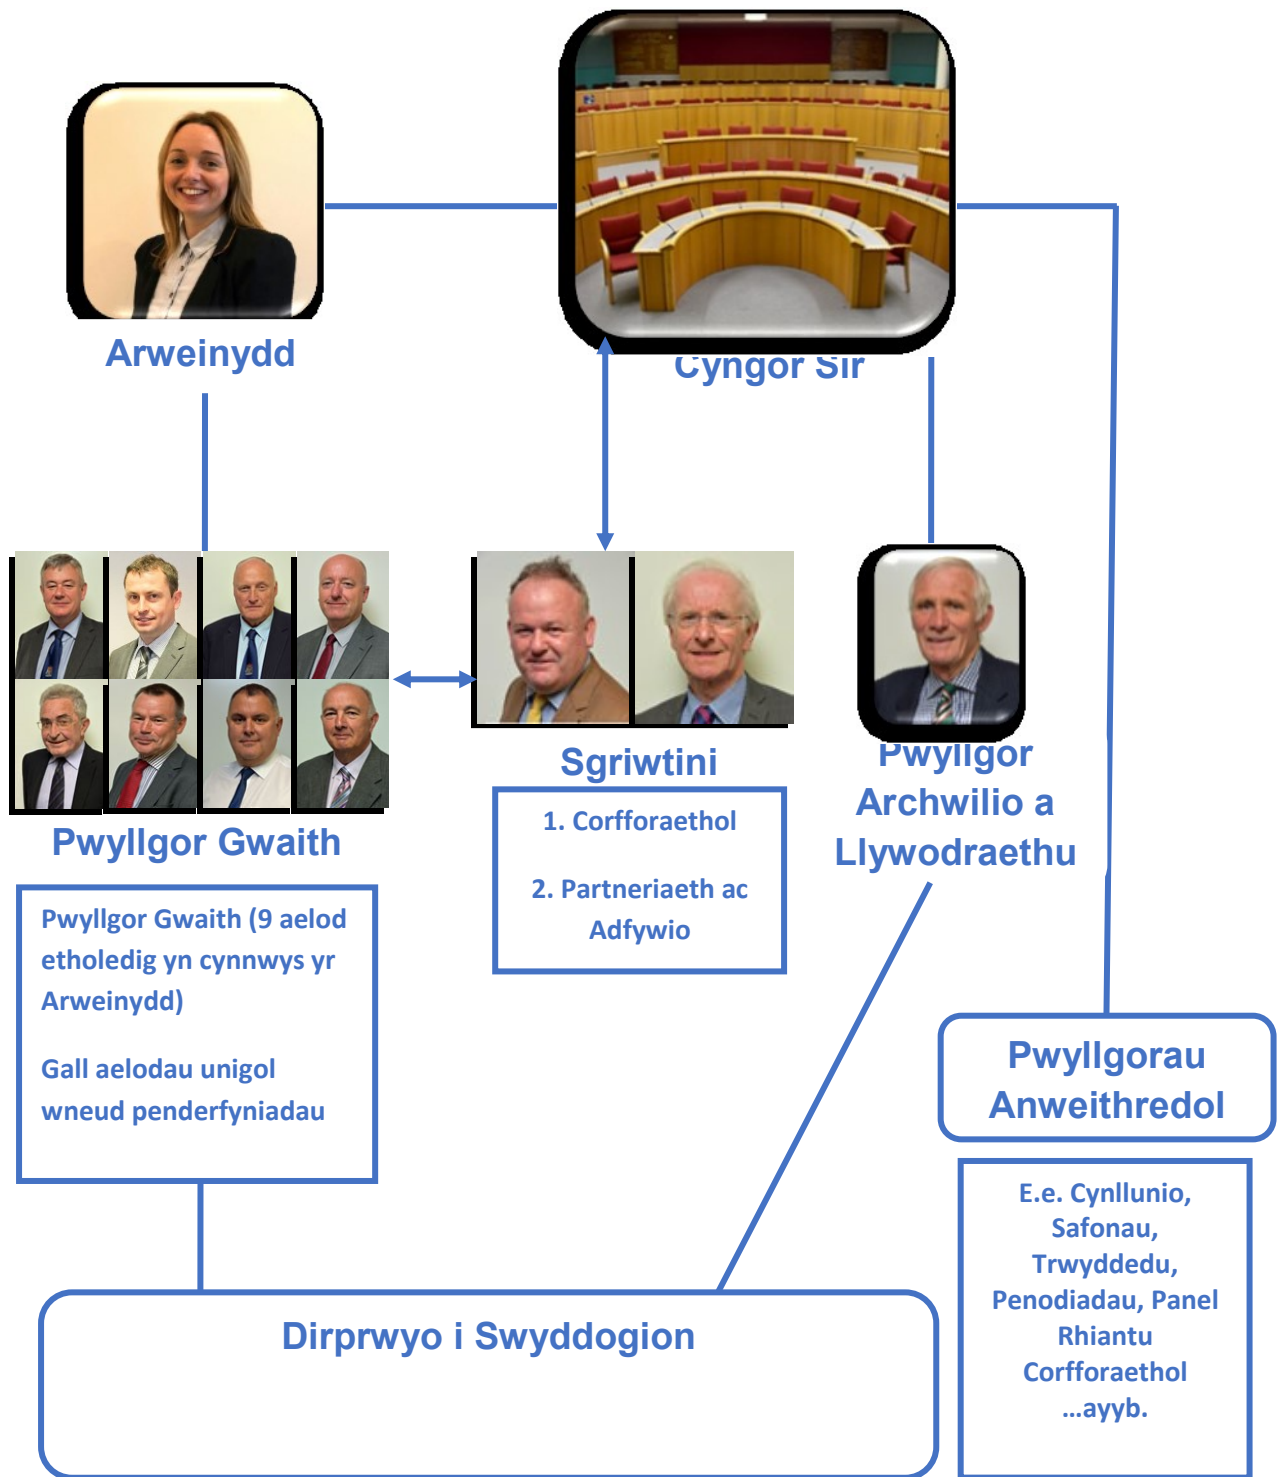 Arweinydd
Cyngor Sir
Pwyllgor Gwaith
Pwyllgor Gwaith (9 aelod
etholedig yn cynnwys yr
Arweinydd)
Gall aelodau unigol
wneud penderfyniadau
Sgriwtini
1. Corfforaethol
2. Partneriaeth ac
Adfywio
Pwyllgor
Archwilio a
Llywodraethu
Pwyllgorau
Anweithredol
E.e. Cynllunio,
Safonau,
Trwyddedu,
Penodiadau, Panel
Rhiantu
Corfforaethol
...ayyb.
Dirprwyo i Swyddogion